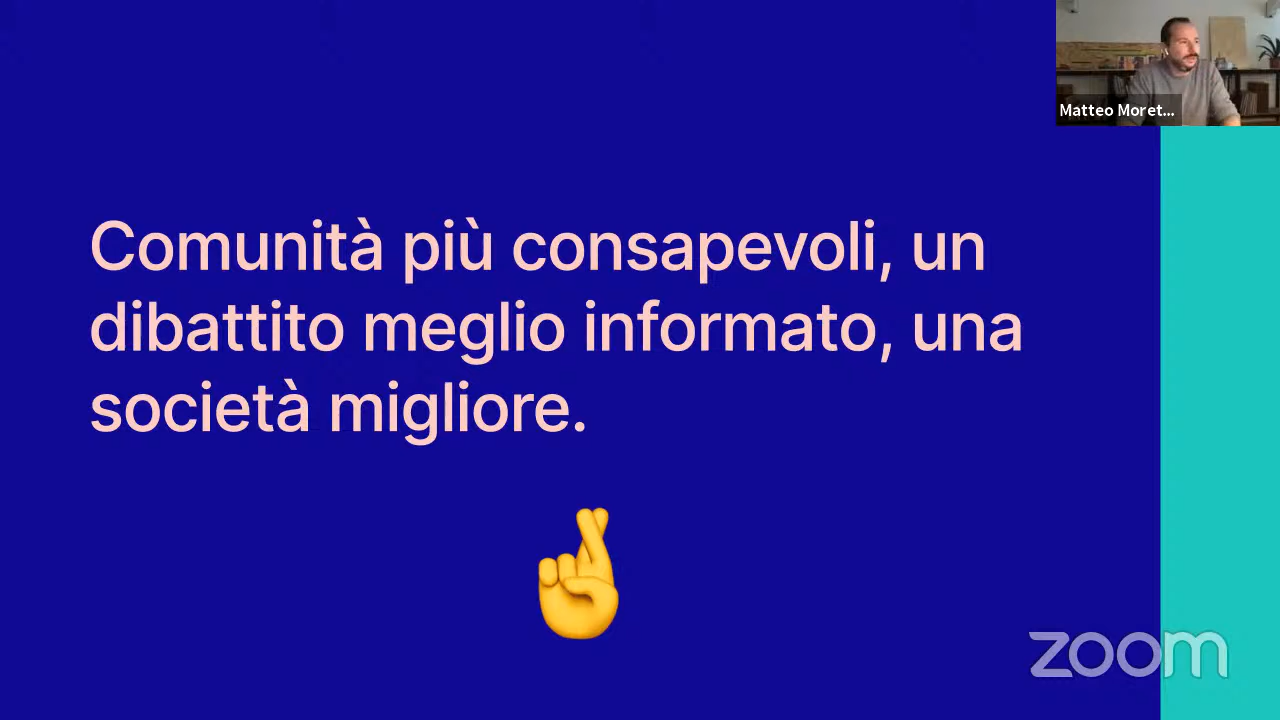 Matteo Moret...
Comunità più consapevoli, un
dibattito meglio informato, una
società migliore.
zoom